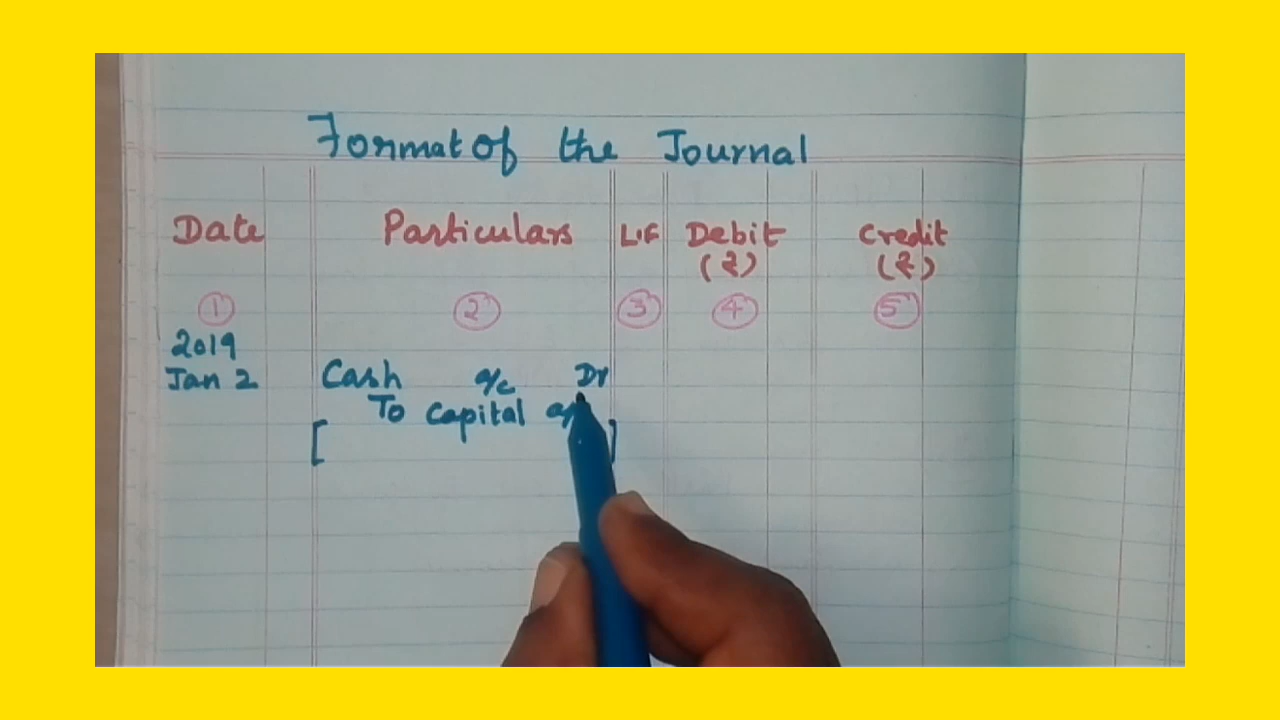 Format of the Journal
Date Particulars L.F Debit Credit
(₹) (₹)
1 2 3 4 5
2019
Jan 2 Cash a/c Dr
To Capital
[ ]